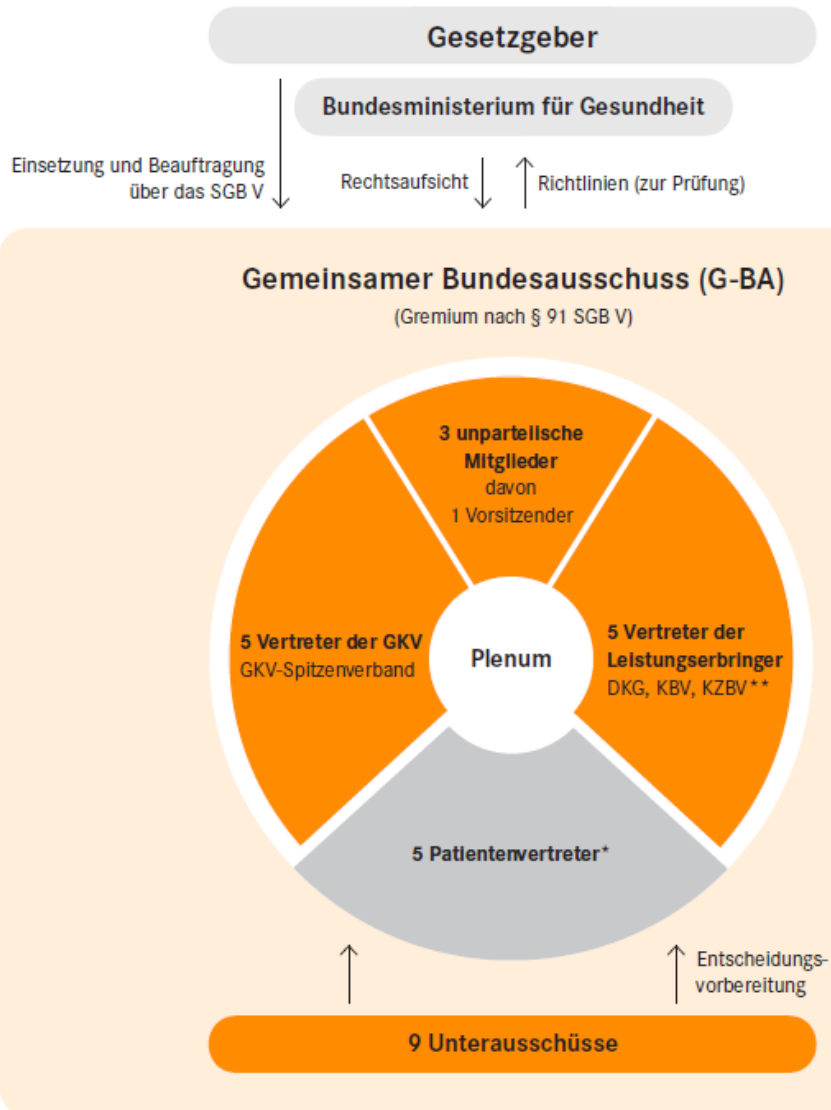 Gesetzgeber
Bundesministerium für Gesundheit
Einsetzung und Beauftragung
über das SGB V
Rechtsaufsicht
Richtlinien (zur Prüfung)
Gemeinsamer Bundesausschuss (G-BA)
(Gremium nach § 91 SGB V)
3 unparteiische
Mitglieder
davon
1 Vorsitzender
5 Vertreter der GKV
GKV-Spitzenverband
Plenum
5 Vertreter der
Leistungserbringer
DKG, KBV, KZBV**
5 Patientenvertreter*
Entscheidungs-
vorbereitung
9 Unterausschüsse